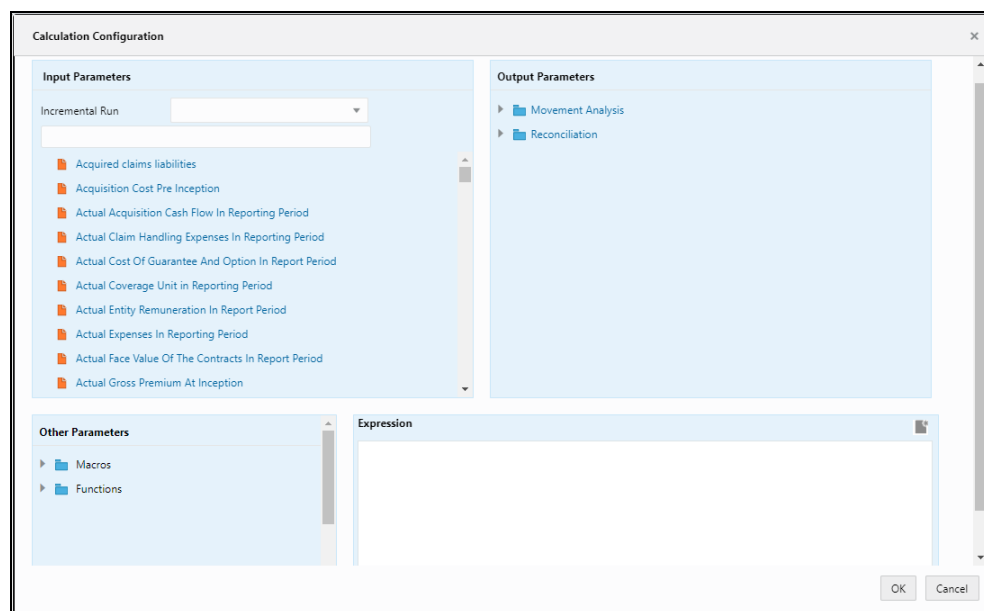 Calculation Configuration
Input Parameters
Incremental Run
Acquired claims liabilities
Acquisition Cost Pre Inception
Actual Acquisition Cash Flow In Reporting Period
Actual Claim Handling Expenses In Reporting Period
Actual Cost Of Guarantee And Option In Report Period
Actual Coverage Unit in Reporting Period
Actual Entity Remuneration In Report Period
Actual Expenses In Reporting Period
Actual Face Value Of The Contracts In Report Period
Actual Gross Premium At Inception
Output Parameters
Movement Analysis
Reconciliation
Other Parameters
Macros
Functions
Expression
OK Cancel